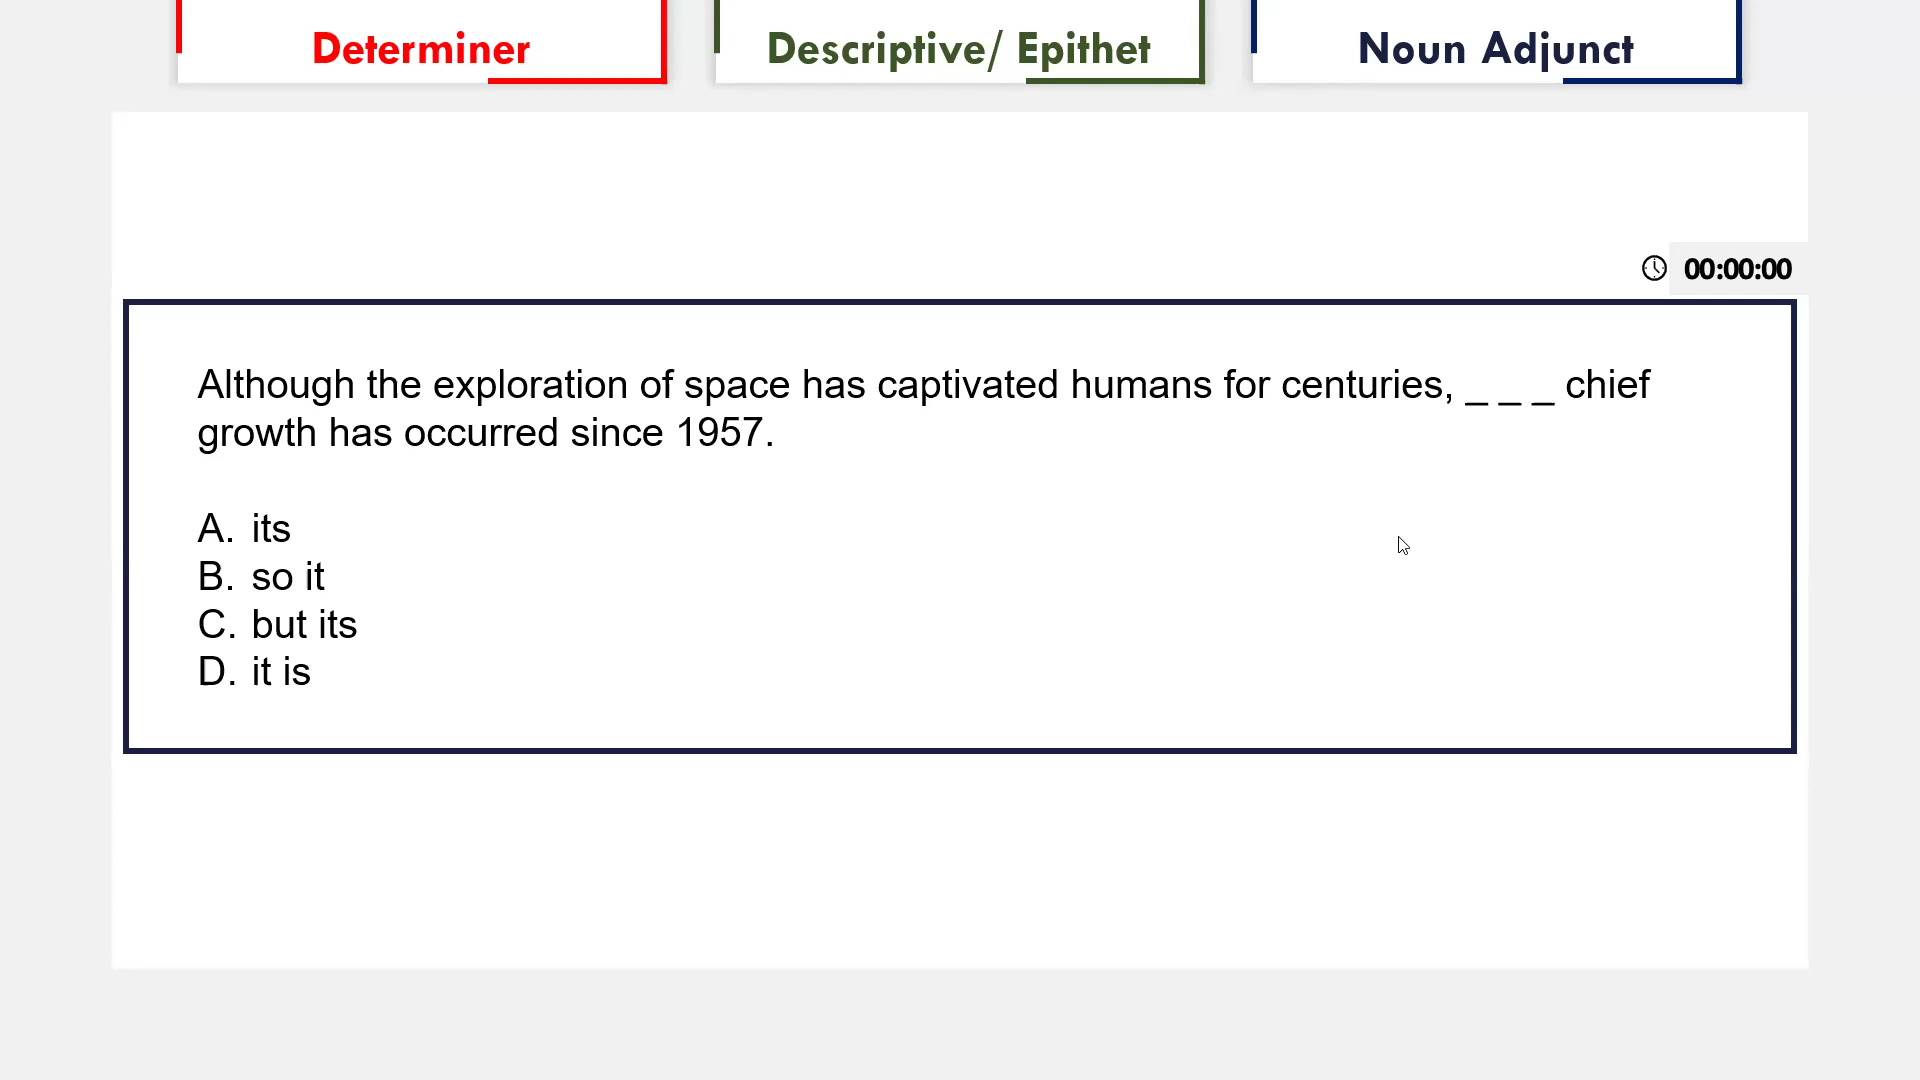 Determiner
Descriptive/ Epithet
Noun Adjunct
00:00:00
Although the exploration of space has captivated humans for centuries, _ _ _ chief
growth has occurred since 1957.
A. its
B. so it
C. but its
D. it is